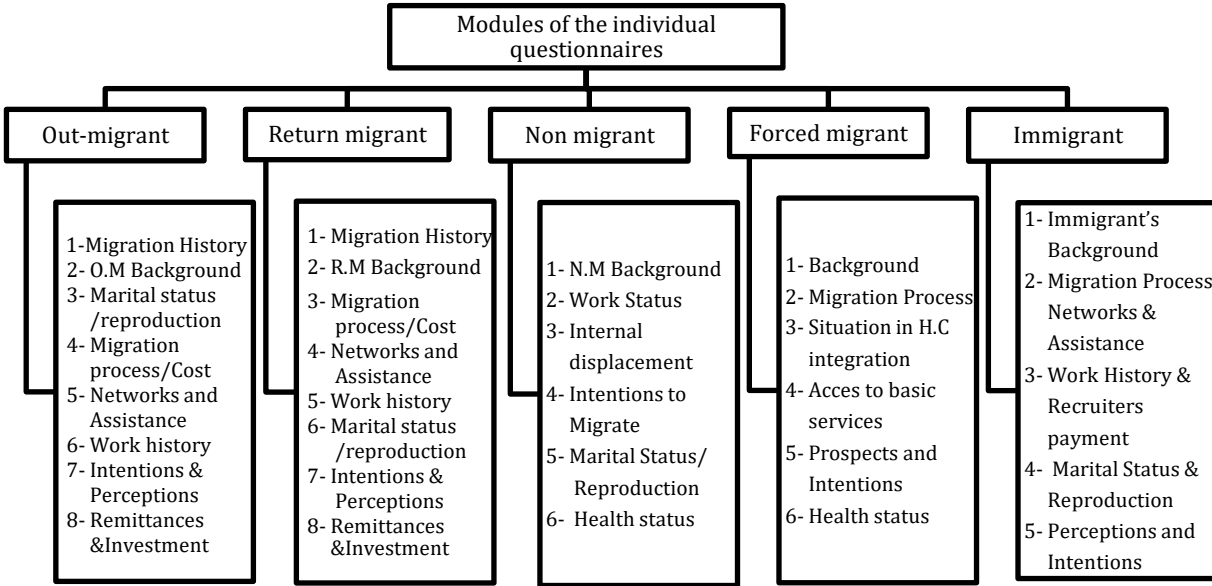 Modules of the individual
questionnaires
Out-migrant
Return migrant
Non migrant
Forced migrant
Immigrant
1-Migration History
2- O.M Background
3- Marital status
/reproduction
4- Migration
process/Cost
5- Networks and
Assistance
6- Work history
7- Intentions &
Perceptions
8- Remittances
&Investment
1- Migration History
2- R.M Background
3- Migration
process/Cost
4- Networks and
Assistance
5- Work history
6- Marital status
/reproduction
7- Intentions &
Perceptions
8- Remittances
&Investment
1- N.M Background
2- Work Status
3- Internal
displacement
4- Intentions to
Migrate
5- Marital Status/
Reproduction
6- Health status
1- Background
2- Migration Process
3- Situation in H.C
integration
4- Acces to basic
services
5- Prospects and
Intentions
6- Health status
1- Immigrant's
Background
2- Migration Process
Networks &
Assistance
3- Work History &
Recruiters
payment
4- Marital Status &
Reproduction
5- Perceptions and
Intentions